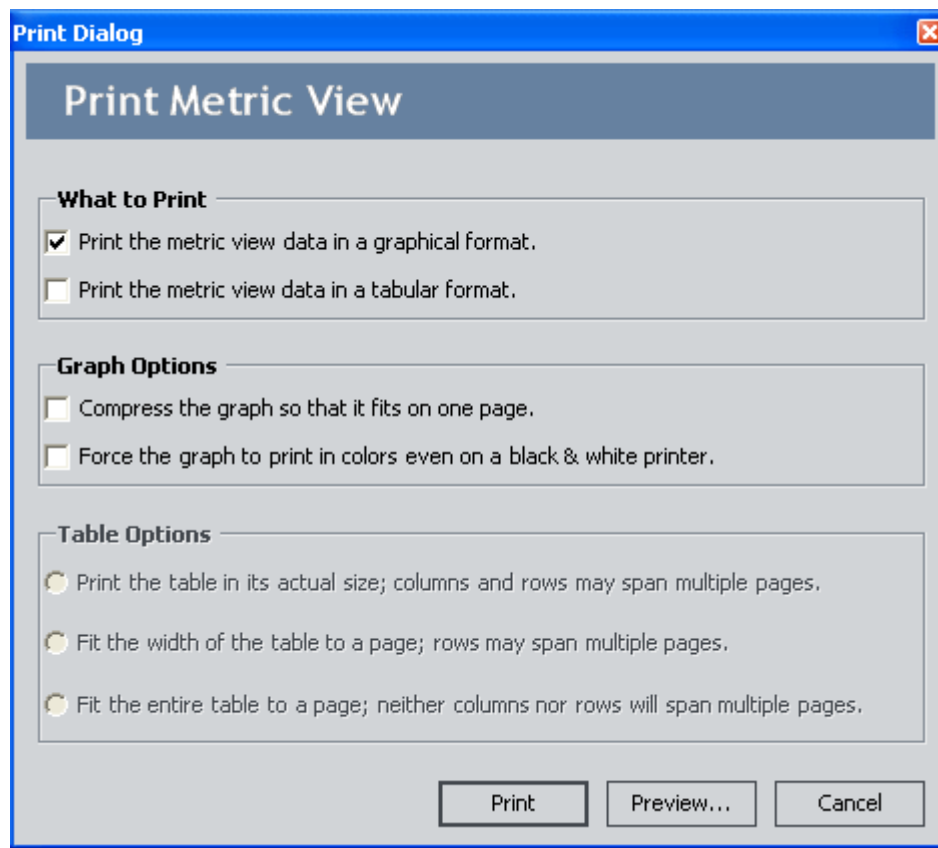 Print Dialog
Print Metric View
What to Print
Print the metric view data in a graphical format.
Print the metric view data in a tabular format.
Graph Options
Compress the graph so that it fits on one page.
Force the graph to print in colors even on a black & white printer.
Table Options
Print the table in its actual size; columns and rows may span multiple pages.
Fit the width of the table to a page; rows may span multiple pages.
Fit the entire table to a page; neither columns nor rows will span multiple pages.
Print Preview... Cancel